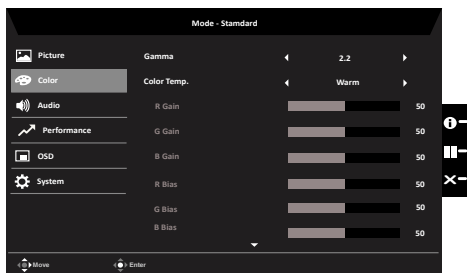 Mode - Standard
Picture
Gamma 2.2
Color
Color Temp. Warm
Audio
R Gain 50
Performance
G Gain 50
OSD
B Gain 50
System
R Bias 50
G Bias 50
B Bias 50
Move Enter